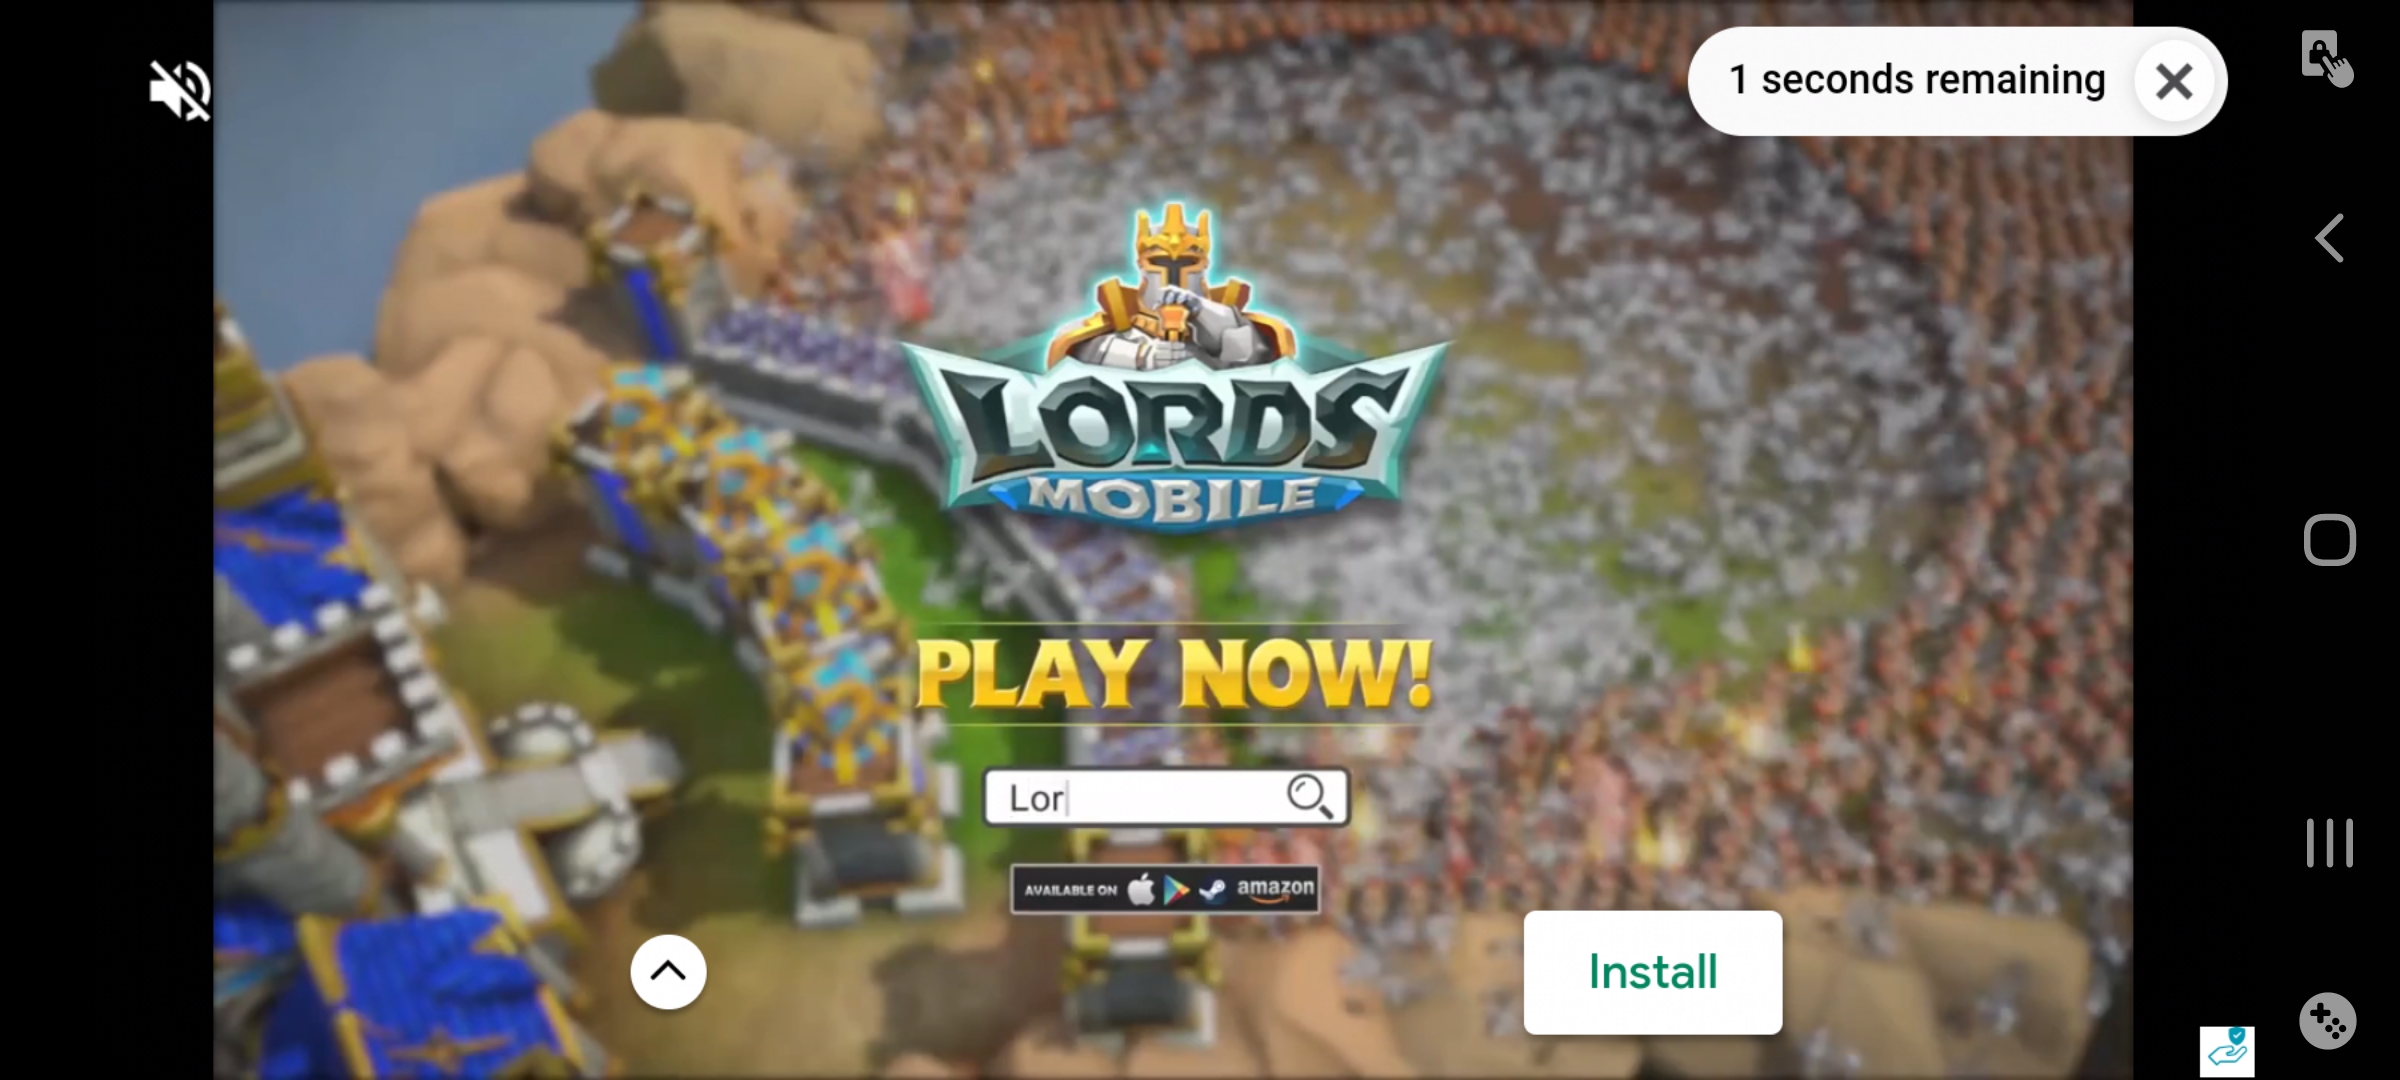 1 seconds remaining
LORDS
MOBILE
PLAY NOW!
Lor
AVAILABLE ON amazon
Install